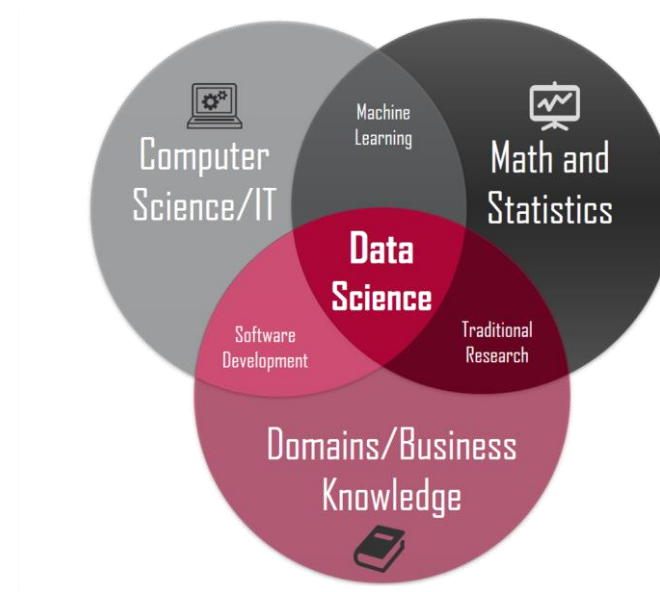 Machine
Learning
Computer
Science/IT
Math and
Statistics
Data
Science
Software
Development
Traditional
Research
Domains/Business
Knowledge